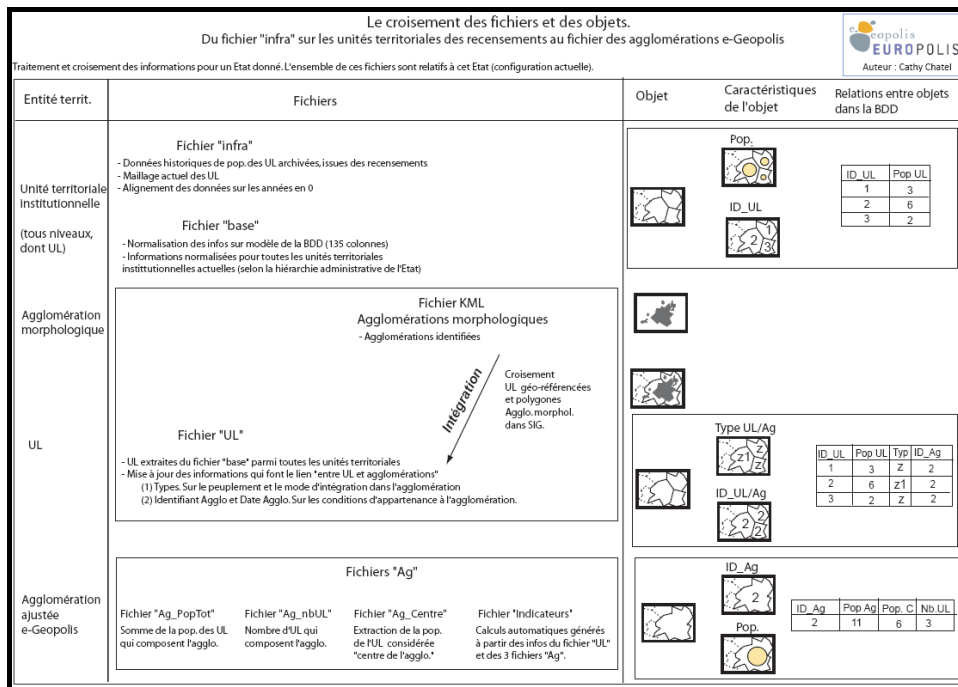 Le croisement des fichiers et des objets.
Du fichier "infra" sur les unités territoriales des recensements au fichier des agglomérations e-Geopolis
Traitement et croisement des informations pour un Etat donné. L'ensemble de ces fichiers sont relatifs à cet Etat (configuration actuelle).
e-Geopolis
EUROPOLIS
Auteur : Cathy Chatel
Entité territ.
Fichiers
Objet
Caractéristiques
de l'objet
Relations entre objets
dans la BDD
Unité territoriale
institutionnelle
(tous niveaux,
dont UL)
Fichier "infra"
- Données historiques de pop. des UL archivées, issues des recensements
- Maillage actuel des UL
- Alignement des données sur les années en 0
Fichier "base"
- Normalisation des infos sur modèle de la BDD (135 colonnes)
- Informations normalisées pour toutes les unités territoriales
instittutionnelles actuelles (selon la hiérarchie administrative de l'Etat)
Pop.
ID_UL
1
2
3
ID_UL Pop UL
1 3
2 6
3 2
Agglomération
morphologique
Fichier KML
Agglomérations morphologiques
- Agglomérations identifiées
Intégration
Croisement
UL géo-référencées
et polygones
Agglo. morphol.
dans SIG.
UL
Fichier "UL"
- UL extraites du fichier "base" parmi toutes les unités territoriales
- Mise à jour des informations qui font le lien "entre UL et agglomérations"
(1) Types. Sur le peuplement et le mode d'intégration dans l'agglomération
(2) Identifiant Agglo et Date Agglo. Sur les conditions d'appartenance à l'agglomération.
Type UL/Ag
z
z1
z
ID_UL/Ag
2
2
2
ID_UL Pop UL Typ ID_Ag
1 3 z 2
2 6 z1 2
3 2 z 2
Agglomération
ajustée
e-Geopolis
Fichiers "Ag"
Fichier "Ag_PopTot"
Somme de la pop. des UL
qui composent l'agglo.
Fichier "Ag_nbUL"
Nombre d'UL qui
composent l'agglo.
Fichier "Ag_Centre"
Extraction de la pop.
de l'UL considérée
"centre de l'agglo."
Fichier "Indicateurs"
Calculs automatiques générés
à partir des infos du fichier "UL"
et des 3 fichiers "Ag".
ID_Ag
2
Pop.
ID_Ag Pop Ag Pop. C Nb.UL
2 11 6 3